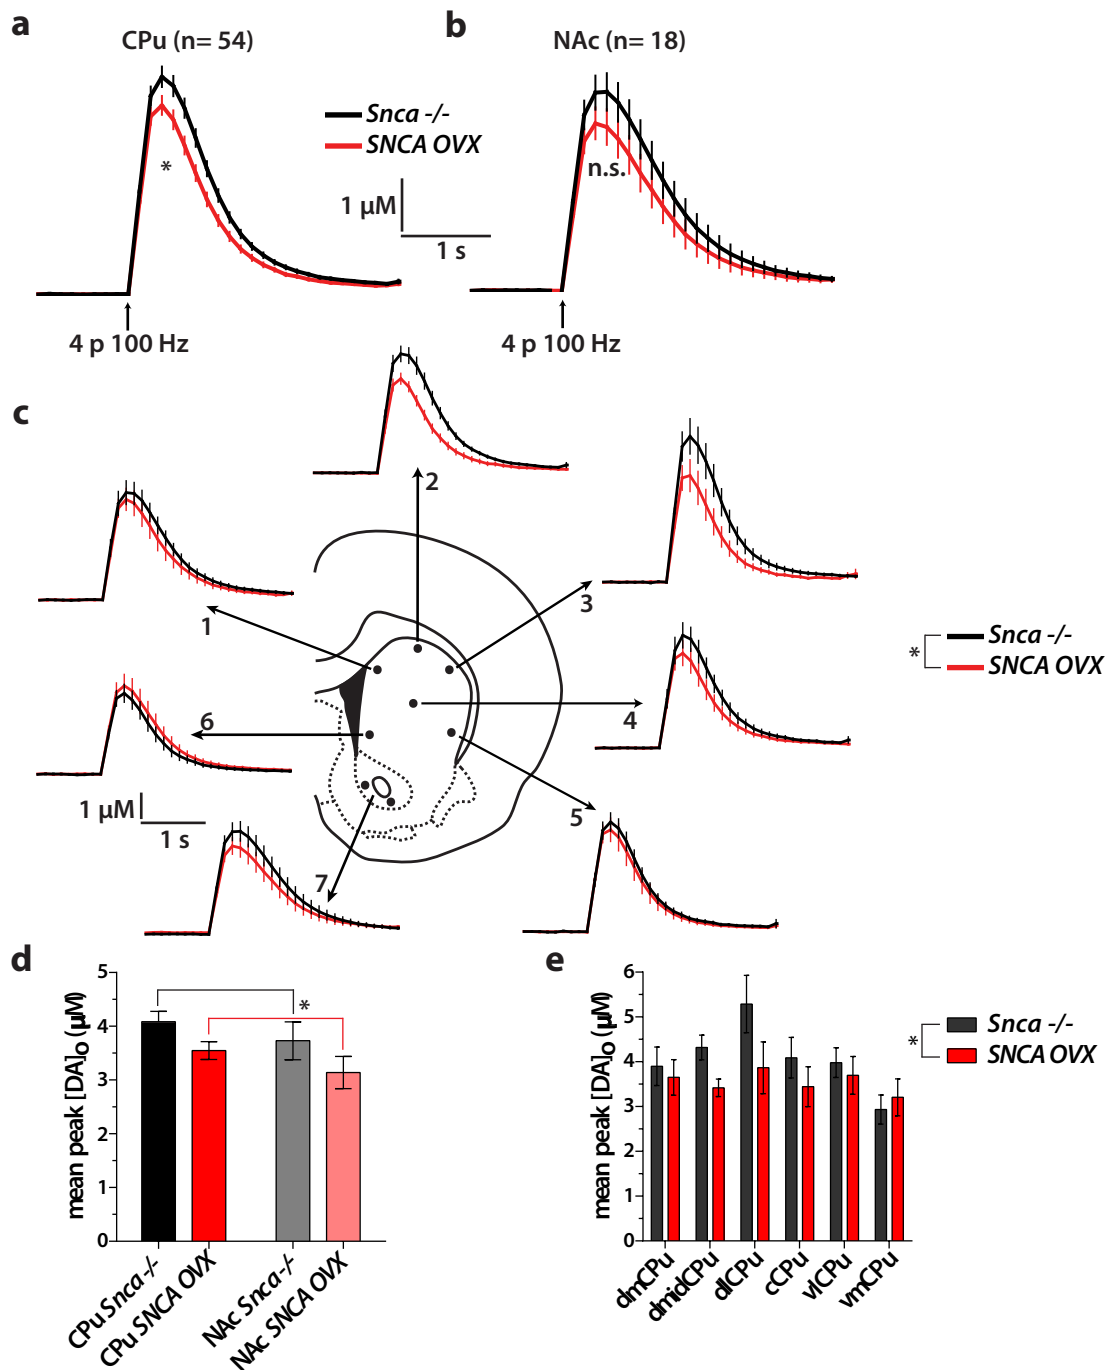 a
CPu (n= 54)
b
NAc (n= 18)
Snca -/-
SNCA OVX
*
n.s.
1 µM
1 s
4 p 100 Hz
4 p 100 Hz
c
2
3
1
Snca -/-
*
SNCA OVX
4
6
5
1 µM
1 s
7
d
mean peak [DA]O (µM)
5
4
3
2
1
0
*
CPu Snca -/-
CPu SNCA OVX
NAc Snca -/-
NAc SNCA OVX
e
mean peak [DA]O (µM)
6
5
4
3
2
1
0
Snca -/-
*
SNCA OVX
dmCPu
dmidCPu
dlCPu
cCPu
vlCPu
vmCPu